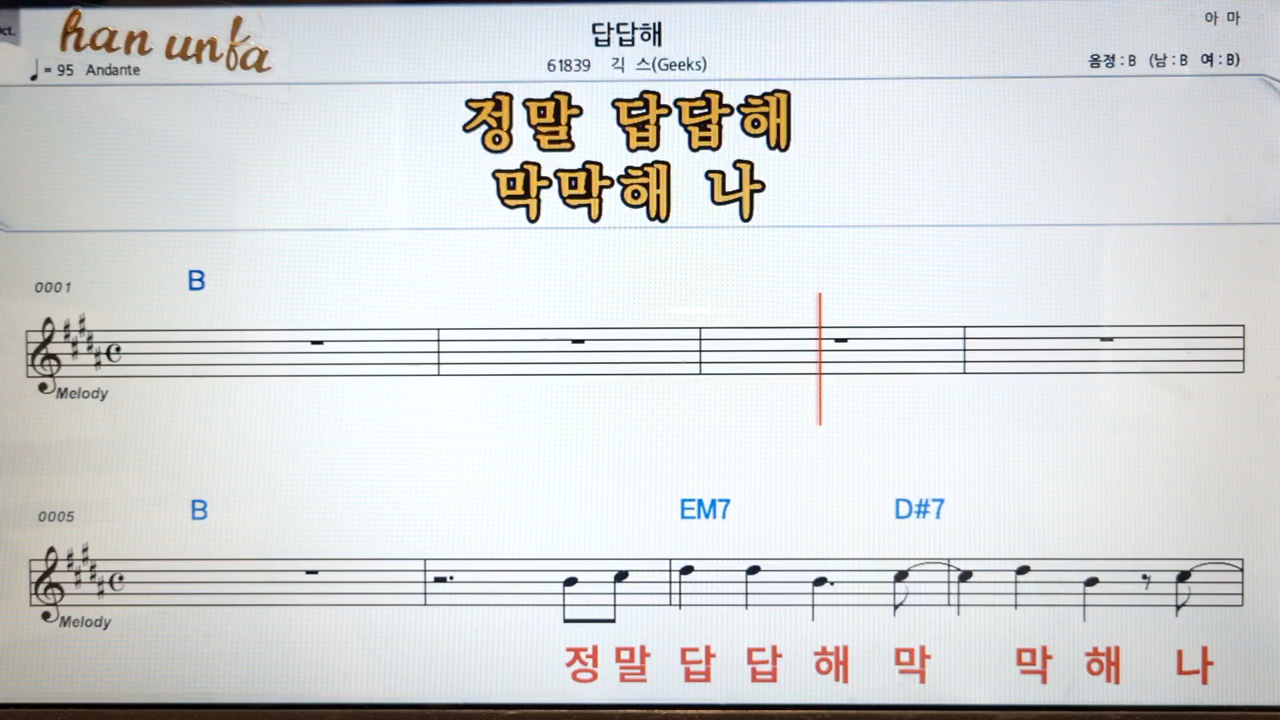 ct.
han unfa
답답해
아 마
♩= 95 Andante
61839 긱 스(Geeks)
음정 : B (남 : B 여 : B)
정말 답답해
막막해 나
0001
B
Melody
0005
B EM7 D#7
Melody
정 말 답 답 해 막 막 해 나